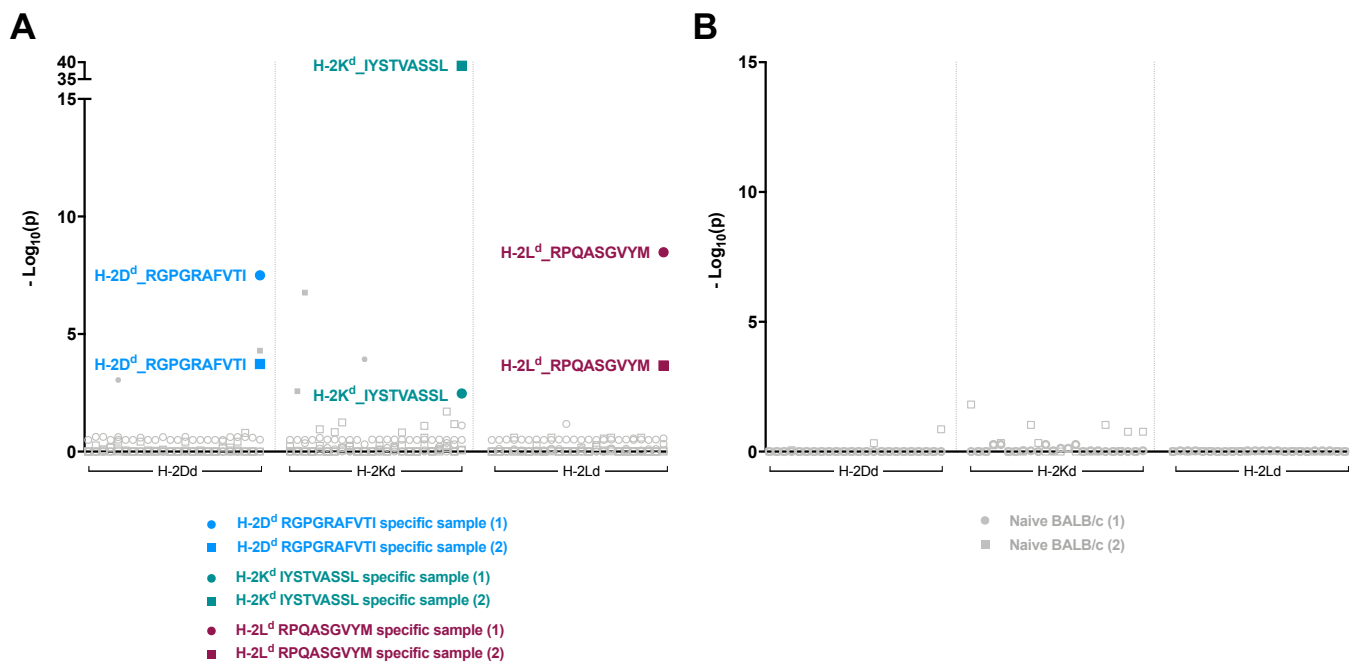 A
B
40
35
15
10
5
0
- Log₁₀(p)
H-2Kᵈ_IYSTVASSL
H-2Lᵈ_RPQASGVYM
H-2Dᵈ_RGPGRAFVTI
H-2Dᵈ_RGPGRAFVTI
H-2Lᵈ_RPQASGVYM
H-2Kᵈ_IYSTVASSL
H-2Dd
H-2Kd
H-2Ld
H-2Dᵈ RGPGRAFVTI specific sample (1)
H-2Dᵈ RGPGRAFVTI specific sample (2)
H-2Kᵈ IYSTVASSL specific sample (1)
H-2Kᵈ IYSTVASSL specific sample (2)
H-2Lᵈ RPQASGVYM specific sample (1)
H-2Lᵈ RPQASGVYM specific sample (2)
15
10
5
0
- Log₁₀(p)
H-2Dd
H-2Kd
H-2Ld
Naive BALB/c (1)
Naive BALB/c (2)